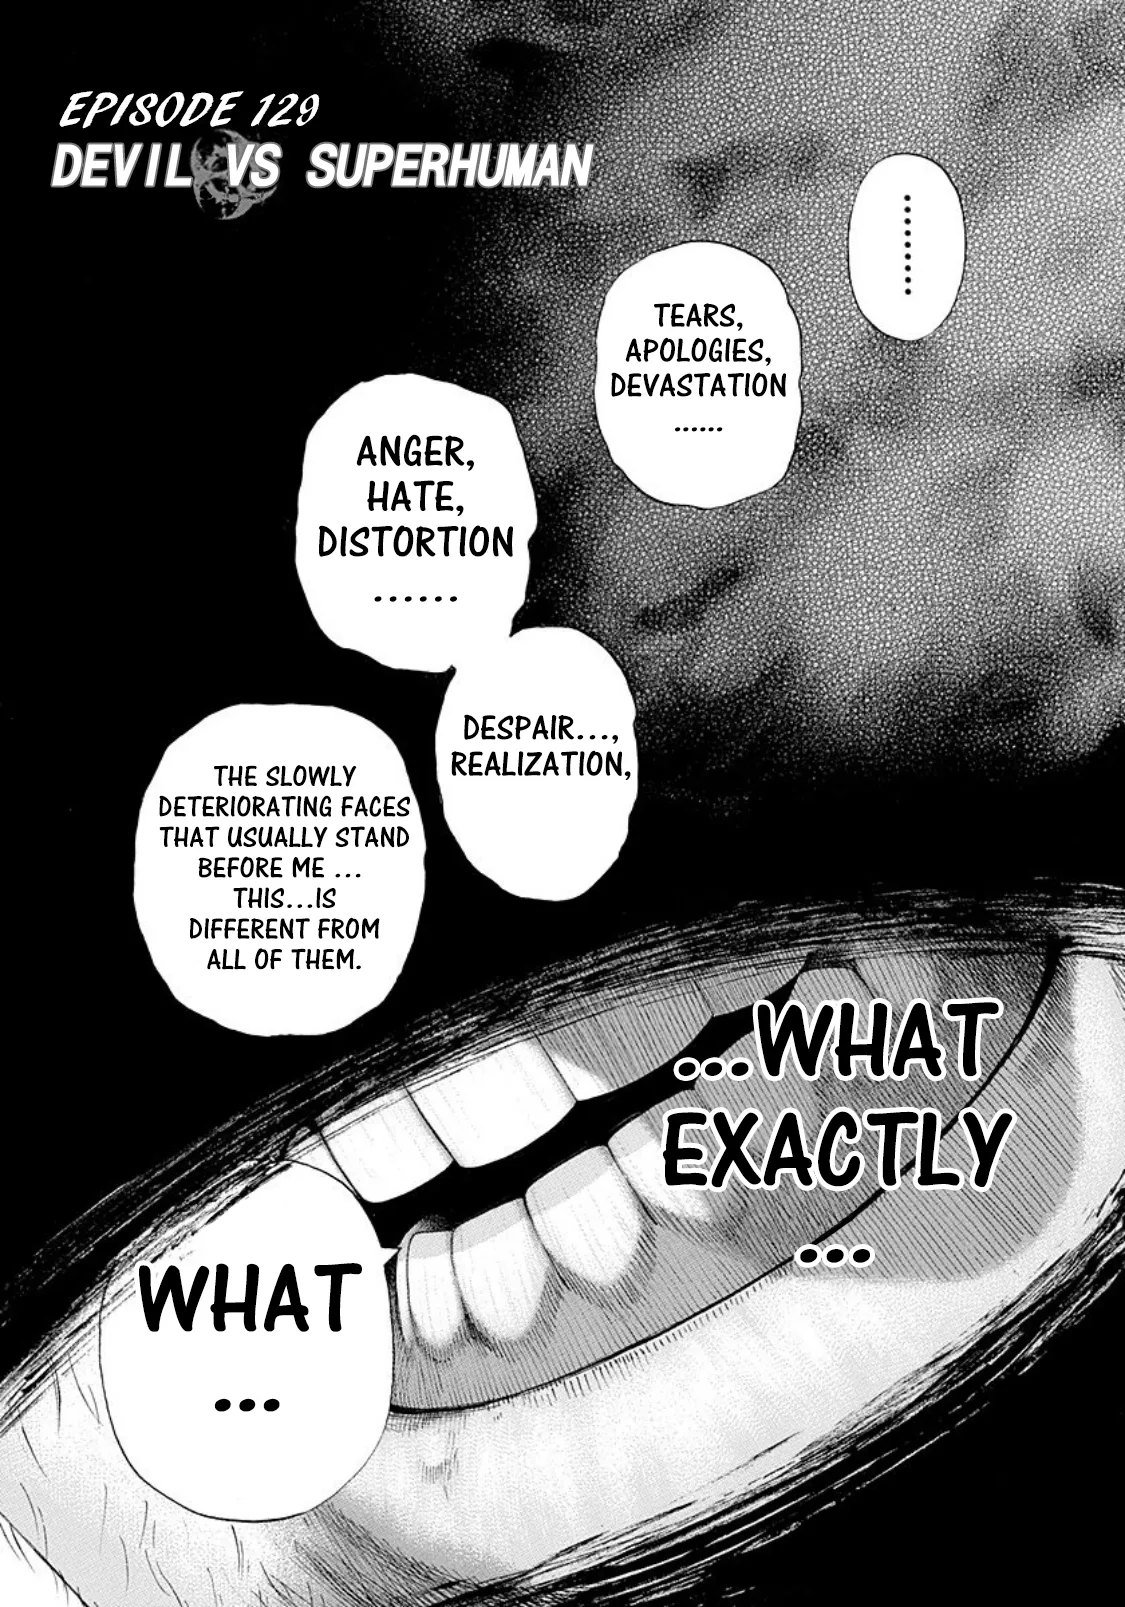 EPISODE 129
DEVIL VS SUPERHUMAN
.........
TEARS,
APOLOGIES,
DEVASTATION
......
ANGER,
HATE,
DISTORTION
......
DESPAIR...,
REALIZATION,
THE SLOWLY
DETERIORATING FACES
THAT USUALLY STAND
BEFORE ME ...
THIS...IS
DIFFERENT FROM
ALL OF THEM.
...WHAT
EXACTLY
...
WHAT
...